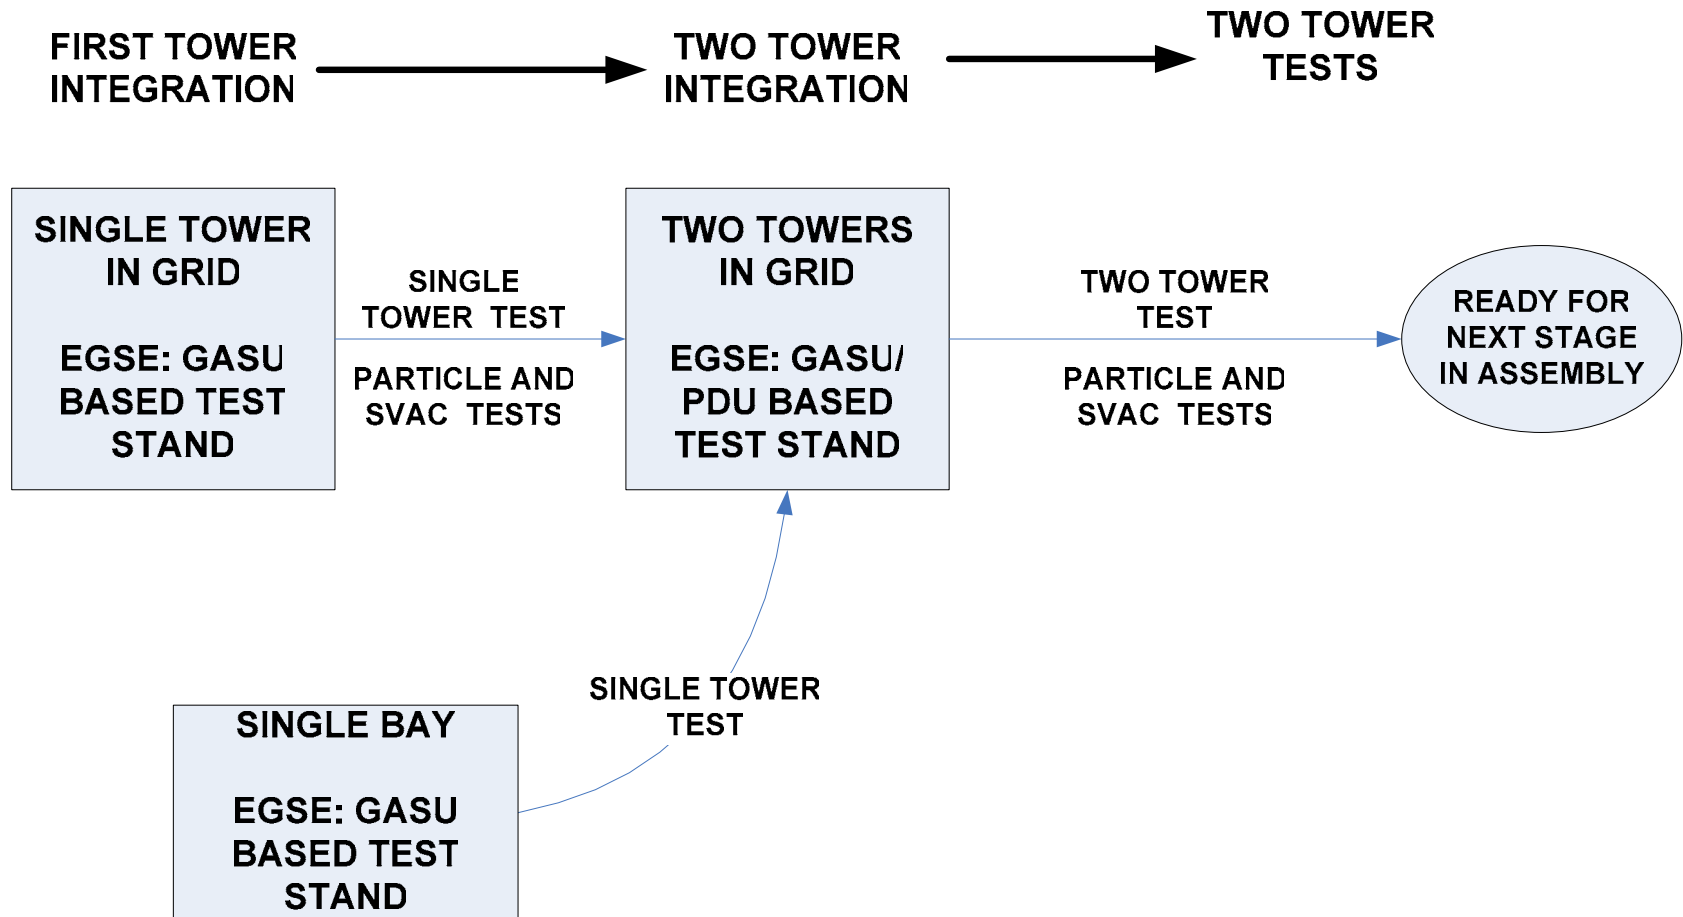 FIRST TOWER
INTEGRATION
TWO TOWER
INTEGRATION
TWO TOWER
TESTS
SINGLE TOWER
IN GRID
EGSE: GASU
BASED TEST
STAND
SINGLE
TOWER TEST
PARTICLE AND
SVAC TESTS
TWO TOWERS
IN GRID
EGSE: GASU/
PDU BASED
TEST STAND
TWO TOWER
TEST
PARTICLE AND
SVAC TESTS
READY FOR
NEXT STAGE
IN ASSEMBLY
SINGLE TOWER
TEST
SINGLE BAY
EGSE: GASU
BASED TEST
STAND